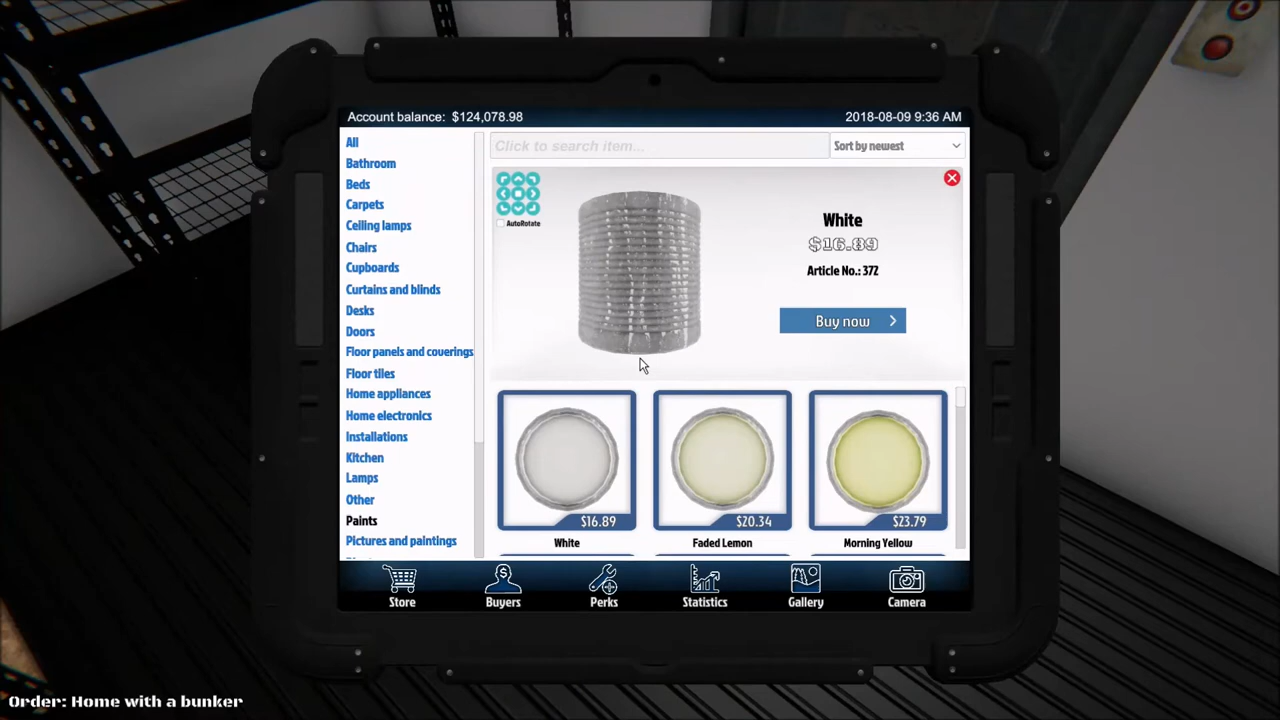 Account balance: $124,078.98
2018-08-09 9:36 AM
All
Bathroom
Beds
Carpets
Ceiling lamps
Chairs
Cupboards
Curtains and blinds
Desks
Doors
Floor panels and coverings
Floor tiles
Home appliances
Home electronics
Installations
Kitchen
Lamps
Other
Paints
Pictures and paintings
Click to search item...
Sort by newest
AutoRotate
White
$16.89
Article No.: 372
Buy now
$16.89
$20.34
$23.79
White
Faded Lemon
Morning Yellow
Store
Buyers
Perks
Statistics
Gallery
Camera
Order: Home with a bunker